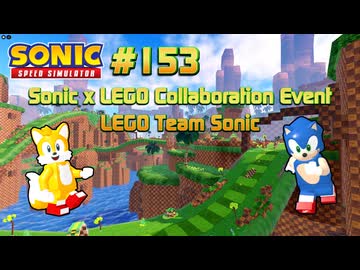 SONIC
SPEED SIMULATOR
#153
Sonic x LEGO Collaboration Event
LEGO Team Sonic